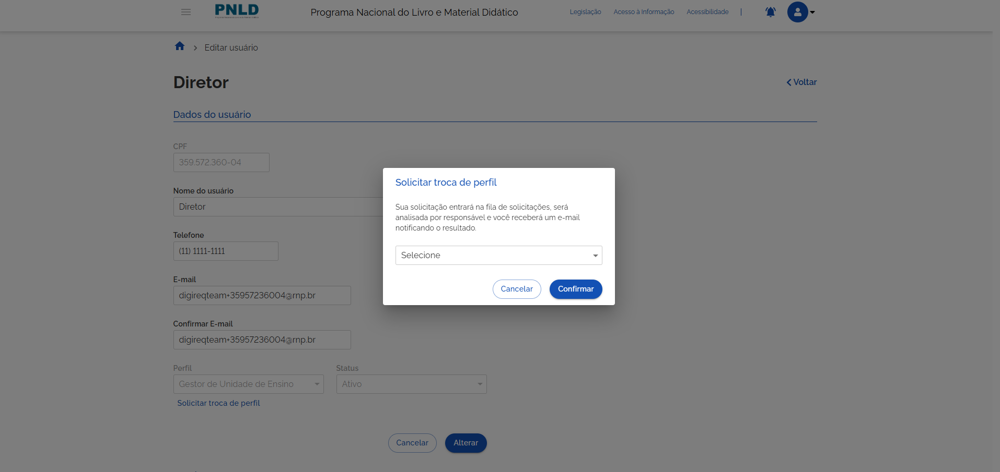 PNLD
Programa Nacional do Livro e Material Didático
Legislação
Acesso à Informação
Acessibilidade
Editar usuário
Diretor
Voltar
Dados do usuário
CPF
359.572.360-04
Nome do usuário
Diretor
Telefone
(11) 1111-1111
E-mail
digireqteam+35957236004@rnp.br
Confirmar E-mail
digireqteam+35957236004@rnp.br
Perfil
Status
Gestor de Unidade de Ensino
Ativo
Solicitar troca de perfil
Cancelar
Alterar
Solicitar troca de perfil
Sua solicitação entrará na fila de solicitações, será
analisada por responsável e você receberá um e-mail
notificando o resultado.
Selecione
Cancelar
Confirmar